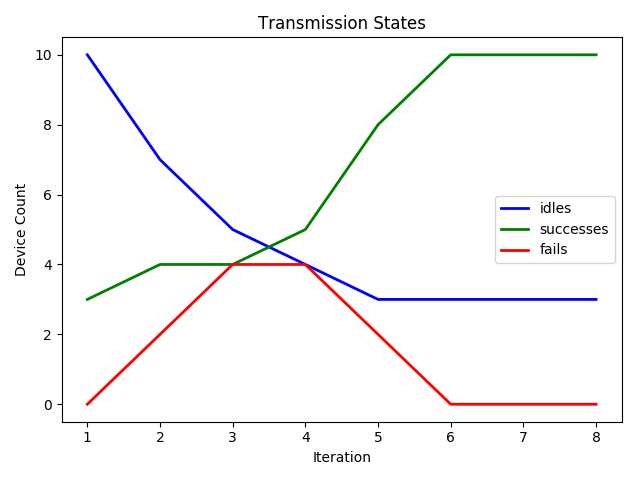 Transmission States
Device Count
10
8
6
4
2
0
idles
successes
fails
1 2 3 4 5 6 7 8
Iteration